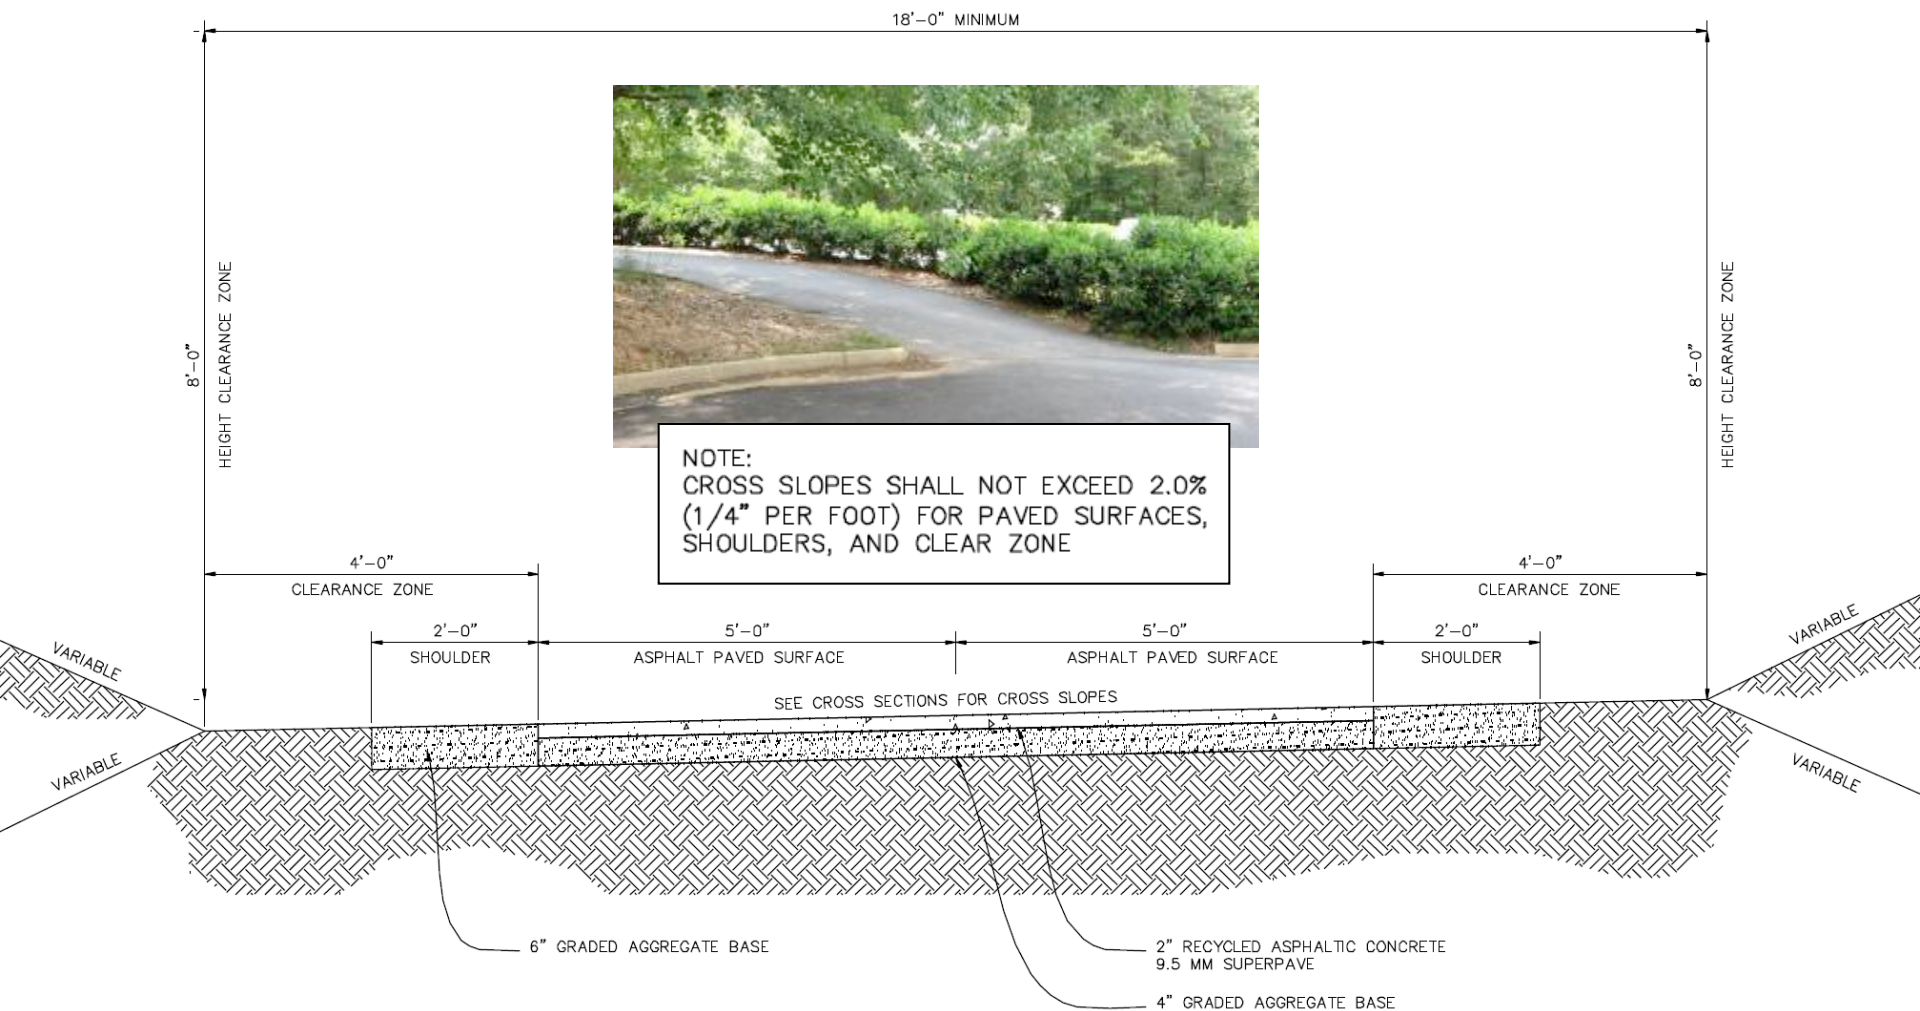 18'-0" MINIMUM
8'-0"
HEIGHT CLEARANCE ZONE
8'-0"
HEIGHT CLEARANCE ZONE
NOTE:
CROSS SLOPES SHALL NOT EXCEED 2.0%
(1/4" PER FOOT) FOR PAVED SURFACES,
SHOULDERS, AND CLEAR ZONE
4'-0"
CLEARANCE ZONE
4'-0"
CLEARANCE ZONE
2'-0"
SHOULDER
5'-0"
ASPHALT PAVED SURFACE
5'-0"
ASPHALT PAVED SURFACE
2'-0"
SHOULDER
VARIABLE
VARIABLE
SEE CROSS SECTIONS FOR CROSS SLOPES
VARIABLE
VARIABLE
6" GRADED AGGREGATE BASE
2" RECYCLED ASPHALTIC CONCRETE
9.5 MM SUPERPAVE
4" GRADED AGGREGATE BASE